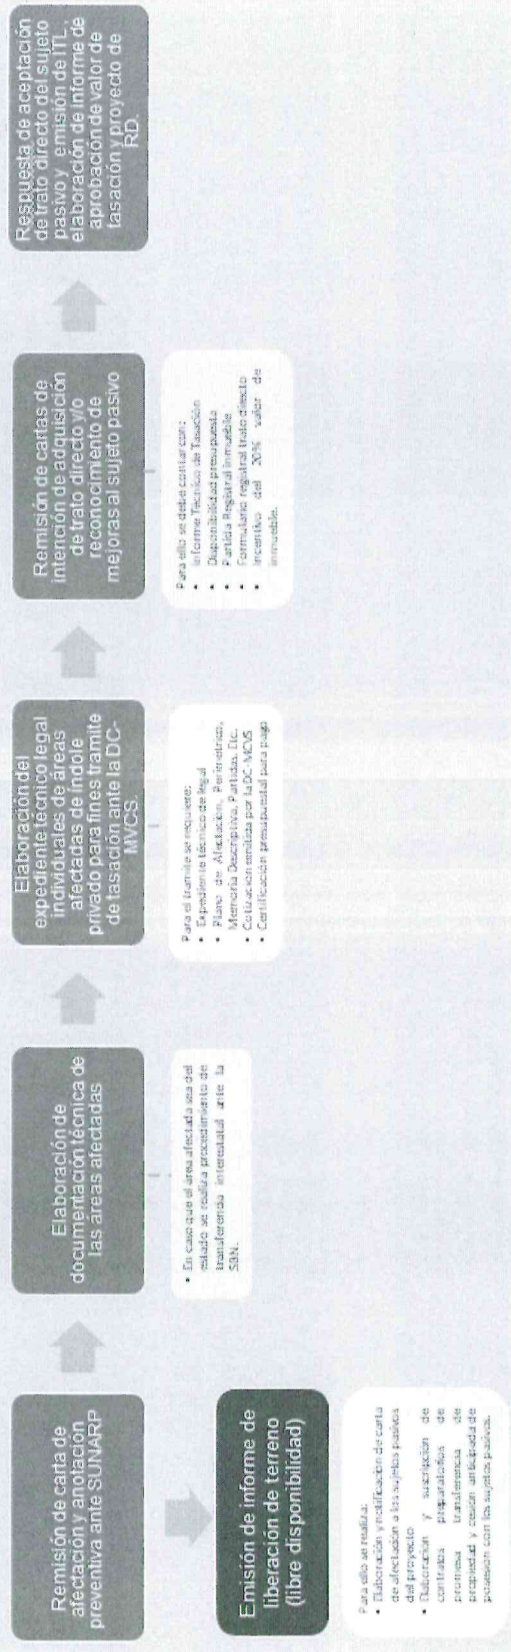 Remisión de carta de
afectación y anotación
preventiva ante SUNARP
Emisión de informe de
liberación de terreno
(libre disponibilidad)
Para ello se realiza:
• Elaboración y notificación de carta
de afectación a los sujetos pasivos
del proyecto
• Elaboración y suscripción de
contratos preparatorios de
promesa transferencia de
propiedad y cesión anticipada de
posesión con los sujetos pasivos.
Elaboración de
documentación técnica de
las áreas afectadas
• En caso que el área afectada sea del
estado se realiza procedimiento de
transferencia interestatal ante la
SBN.
Elaboración del
expediente técnico legal
individuales de áreas
afectadas de índole
privado para fines tramite
de tasación ante la DC-
MVCS.
Para el tramite se requiere:
• Expediente técnico de legal
• Plano de Afectación, Perimetrico,
Memoria Descriptiva, Partidas, Etc.
• Cotización emitida por la DC-MCVS
• Certificación presupuestal para pago
Remisión de cartas de
intención de adquisición
de trato directo y/o
reconocimiento de
mejoras al sujeto pasivo
Para ello se debe contar con:
• Informe Técnico de Tasación
• Disponibilidad presupuesta
• Partida Registral inmueble
• Formulario registral trato directo
• Incentivo del 20% valor de
inmueble.
Respuesta de aceptación
de trato directo del sujeto
pasivo y emisión de ITL,
elaboración de informe de
aprobación de valor de
tasación y proyecto de
RD.